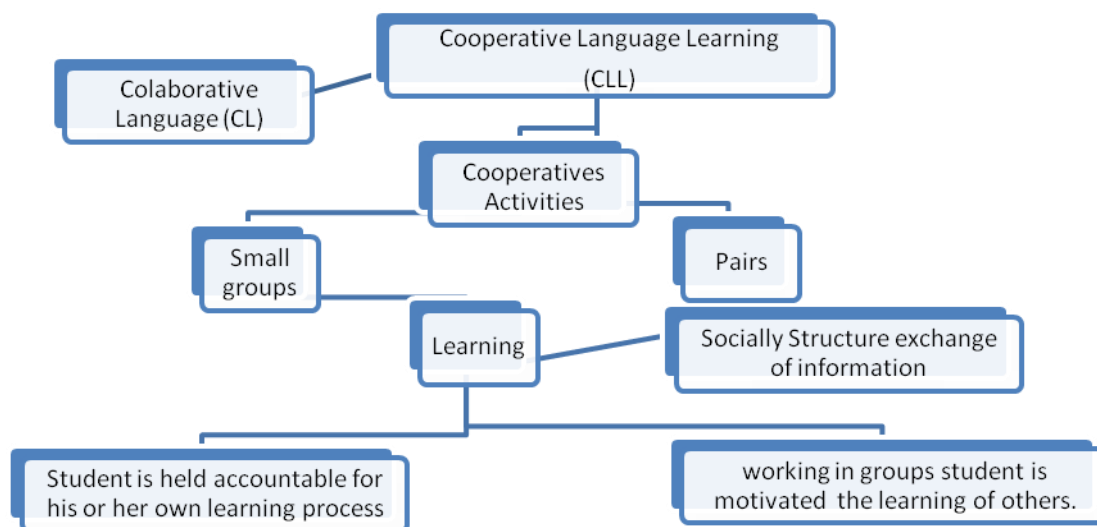 Cooperative Language Learning
(CLL)
Colaborative
Language (CL)
Cooperatives
Activities
Small
groups
Pairs
Learning
Socially Structure exchange
of information
Student is held accountable for
his or her own learning process
working in groups student is
motivated the learning of others.